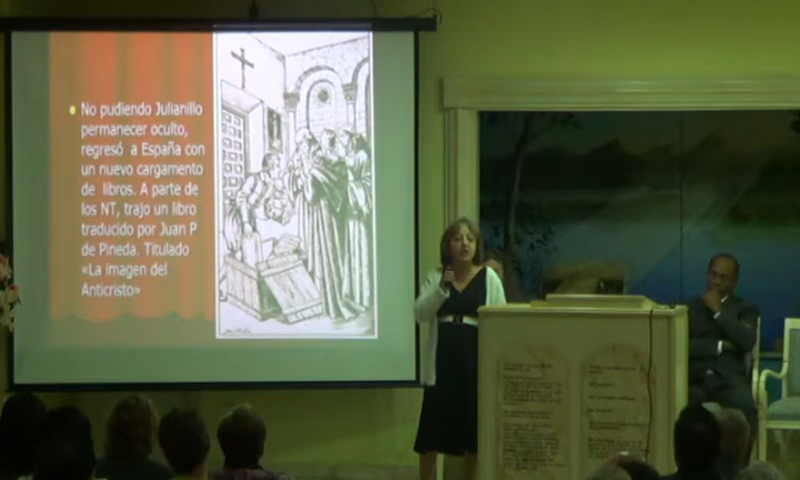 No pudiendo Julianillo
permanecer oculto,
regresó a España con
un nuevo cargamento
de libros. A parte de
los NT, trajo un libro
traducido por Juan P
de Pineda. Titulado
«La imagen del
Anticristo»